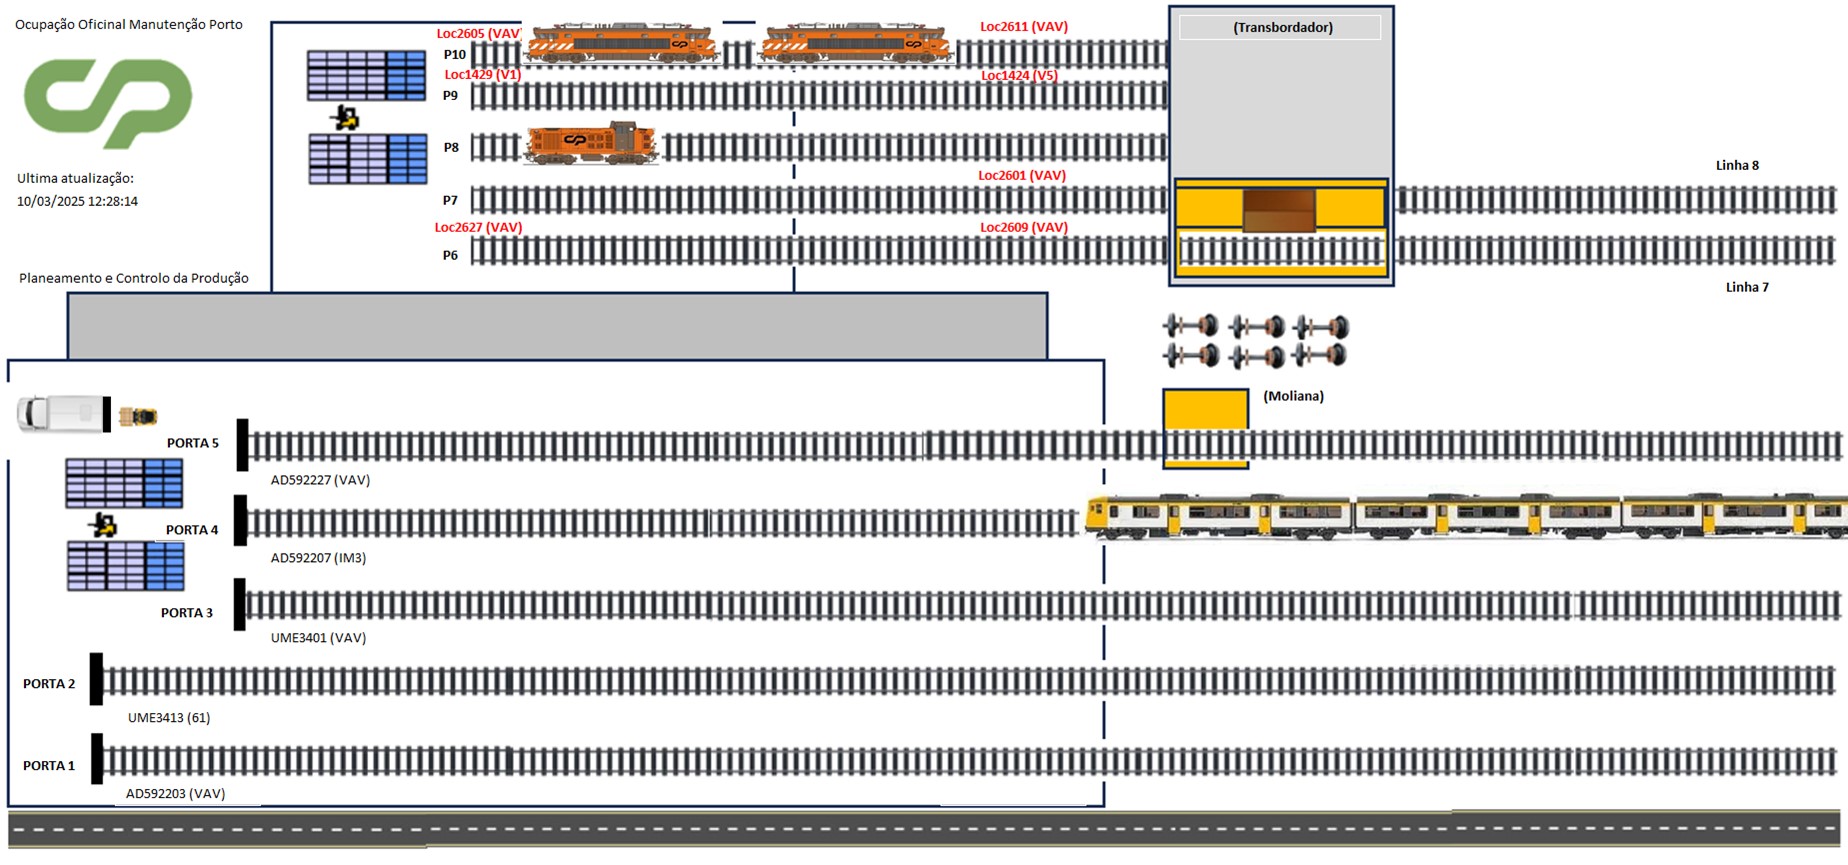 Ocupação Oficinal Manutenção Porto
Ultima atualização:
10/03/2025 12:28:14
Planeamento e Controlo da Produção
Loc2605 (VAV)
Loc2611 (VAV)
(Transbordador)
P10
Loc1429 (V1)
Loc1424 (V5)
P9
P8
Loc2601 (VAV)
Linha 8
P7
Loc2627 (VAV)
Loc2609 (VAV)
P6
Linha 7
(Moliana)
PORTA 5
AD592227 (VAV)
PORTA 4
AD592207 (IM3)
PORTA 3
UME3401 (VAV)
PORTA 2
UME3413 (61)
PORTA 1
AD592203 (VAV)